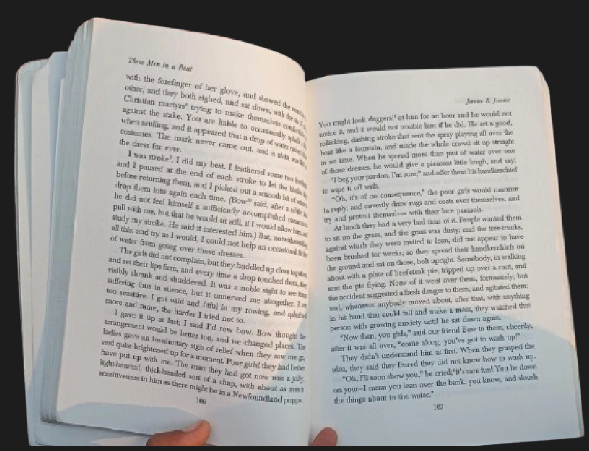 Three Men in a Boat
with the forefinger of her glove, and showed the
other, and they both sighed, and sat down, with
Christian martyrs trying to make themselves
against the stake. You are liable to occasionally splash
when sculling, and it appeared that a drop of water
costumes. The mark never came out, and a stain was
the dress for ever.
I was stroke. I did my best. I feathered some two feet
and I paused at the end of each stroke to let the blades
before returning them, and I picked out a smooth bit of
drop them into again each time. (Bow said, after a while,
he did not feel himself a sufficiently accomplished oarsman
pull with me, but that he would sit still, if I would allow him,
study my stroke. He said it interested him.) But, notwithstanding
all this, and try as I would, I could not help an occasional
of water from going over those dresses.
The girls did not complain, but they huddled up close together,
and set their lips firm, and every time a drop touched them, they
visibly shrank and shuddered. It was a noble sight to see them
suffering thus in silence, but it unnerved me altogether. I am
too sensitive. I got wild and fitful in my rowing, and splashed
more and more, the harder I tried not to.
I gave it up at last; I said I'd row bow. Bow thought the
arrangement would be better too, and we changed places. The
ladies gave an involuntary sigh of relief when they saw me go,
and quite brightened up for a moment. Poor girls! they had better
have put up with me. The man they had got now was a jolly,
light-hearted, thick-headed sort of a chap, with about as much
sensitiveness in him as there might be in a Newfoundland puppy.
166
Jerome K. Jerome
You might look daggers at him for an hour and he would not
notice it, and it would not trouble him if he did. He set a good,
rollicking, dashing stroke that sent the spray playing all over the
boat like a fountain, and made the whole crowd sit up straight
in no time. When he spread more than pint of water over one
of those dresses, he would give a pleasant little laugh, and say:
"I beg your pardon, I'm sure," and offer them his handkerchief
to wipe it off with.
"Oh, it's of no consequence," the poor girls would murmur
in reply, and covertly draw rugs and coats over themselves, and
try and protect themselves with their lace parasols.
At lunch they had a very bad time of it. People wanted them
to sit on the grass, and the grass was dusty; and the tree-trunks,
against which they were invited to lean, did not appear to have
been brushed for weeks; so they spread their handkerchiefs on
the ground and sat on those, bolt upright. Somebody, in walking
about with a plate of beefsteak pie, tripped up over a root, and
sent the pie flying. None of it went over them, fortunately, but
the accident suggested a fresh danger to them, and agitated them;
and, whenever anybody moved about, after that, with anything
in his hand that could fall and make a mess, they watched that
person with growing anxiety until he sat down again.
"Now then, you girls," said our friend Bow to them, cheerily,
after it was all over, "come along, you've got to wash up!"
They didn't understand him at first. When they grasped the
idea, they said they feared they did not know how to wash up.
"Oh, I'll soon show you," he cried; "it's rare fun! You lie down
on your—I mean you lean over the bank, you know, and slouch
the things about in the water."
167